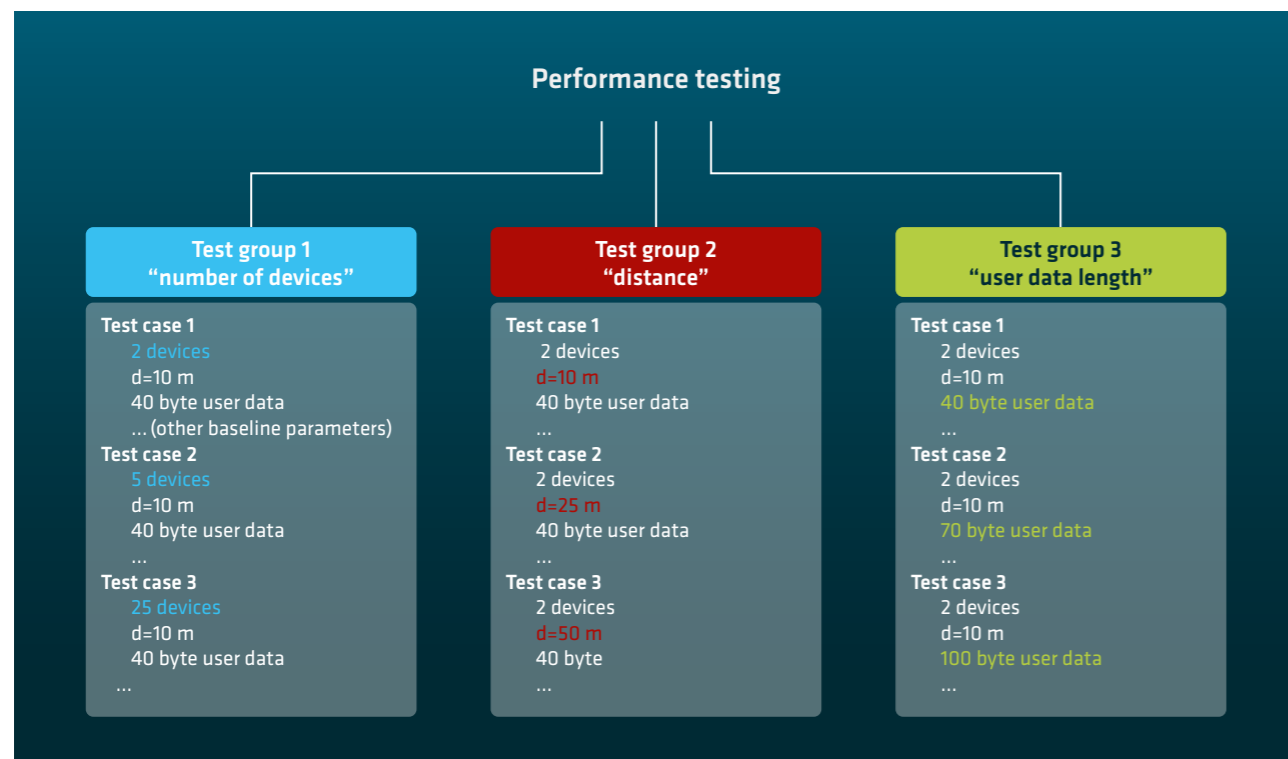 Performance testing
Test group 1
“number of devices”
Test case 1
2 devices
d=10 m
40 byte user data
... (other baseline parameters)
Test case 2
5 devices
d=10 m
40 byte user data
...
Test case 3
25 devices
d=10 m
40 byte user data
...
Test group 2
“distance”
Test case 1
2 devices
d=10 m
40 byte user data
...
Test case 2
2 devices
d=25 m
40 byte user data
...
Test case 3
2 devices
d=50 m
40 byte
...
Test group 3
“user data length”
Test case 1
2 devices
d=10 m
40 byte user data
...
Test case 2
2 devices
d=10 m
70 byte user data
...
Test case 3
2 devices
d=10 m
100 byte user data
...